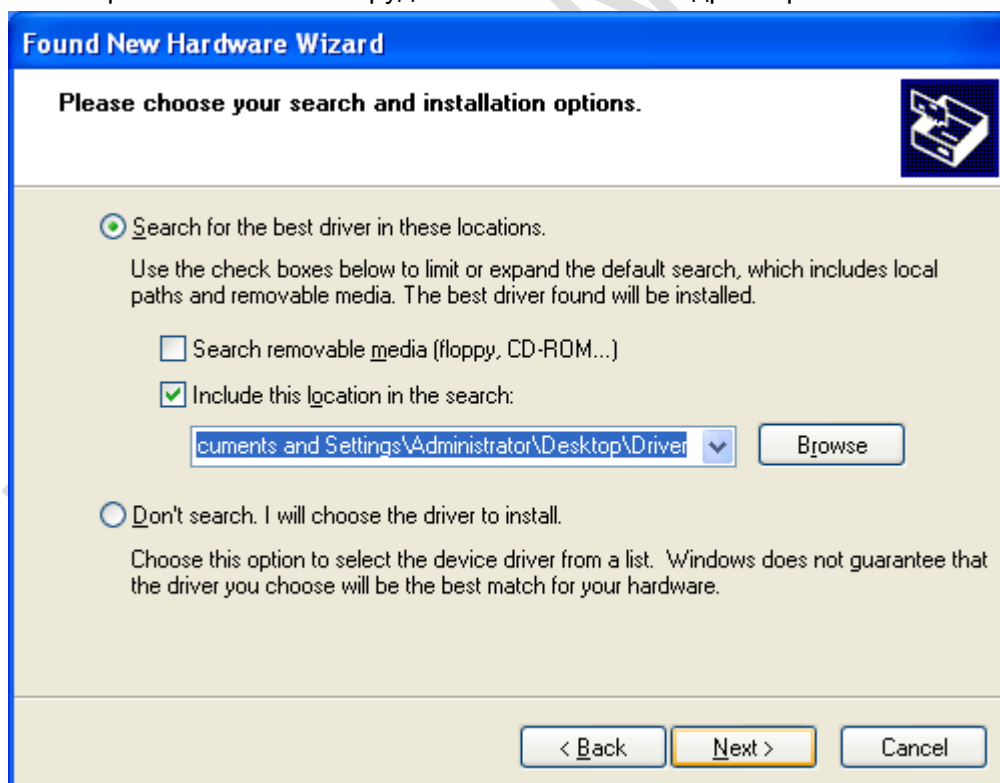 Found New Hardware Wizard
Please choose your search and installation options.
Search for the best driver in these locations.
Use the check boxes below to limit or expand the default search, which includes local
paths and removable media. The best driver found will be installed.
Search removable media (floppy, CD-ROM...)
Include this location in the search:
cuments and Settings\Administrator\Desktop\Driver
Browse
Don't search. I will choose the driver to install.
Choose this option to select the device driver from a list. Windows does not guarantee that
the driver you choose will be the best match for your hardware.
< Back
Next >
Cancel